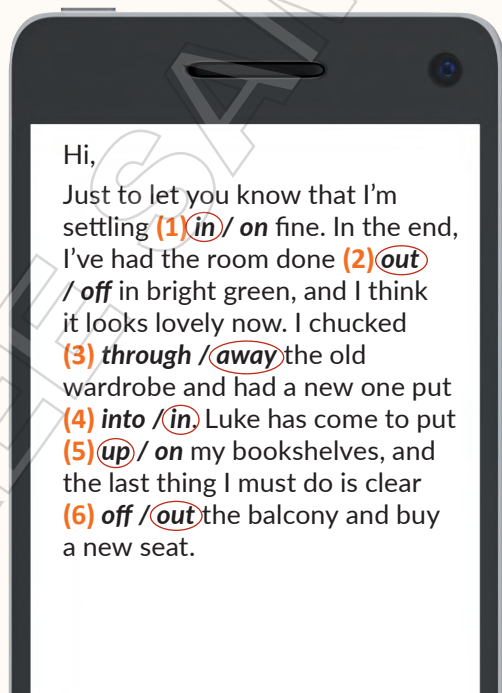 Hi,
Just to let you know that I'm
settling (1) in / on fine. In the end,
I've had the room done (2) out
/ off in bright green, and I think
it looks lovely now. I chucked
(3) through / away the old
wardrobe and had a new one put
(4) into / in. Luke has come to put
(5) up / on my bookshelves, and
the last thing I must do is clear
(6) off / out the balcony and buy
a new seat.